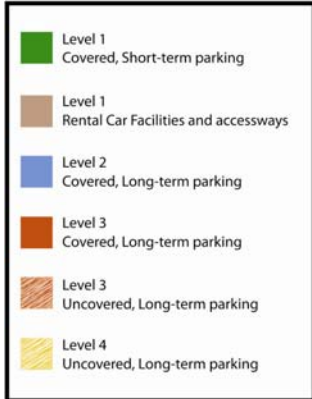 Level 1
Covered, Short-term parking
Level 1
Rental Car Facilities and accessways
Level 2
Covered, Long-term parking
Level 3
Covered, Long-term parking
Level 3
Uncovered, Long-term parking
Level 4
Uncovered, Long-term parking